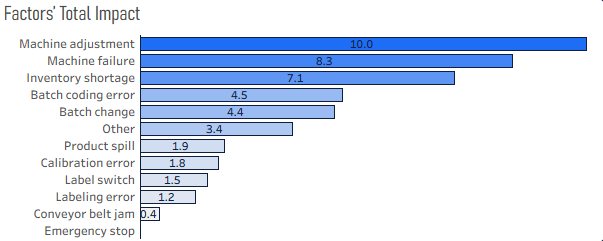 Factors' Total Impact
Machine adjustment 10.0
Machine failure 8.3
Inventory shortage 7.1
Batch coding error 4.5
Batch change 4.4
Other 3.4
Product spill 1.9
Calibration error 1.8
Label switch 1.5
Labeling error 1.2
Conveyor belt jam 0.4
Emergency stop